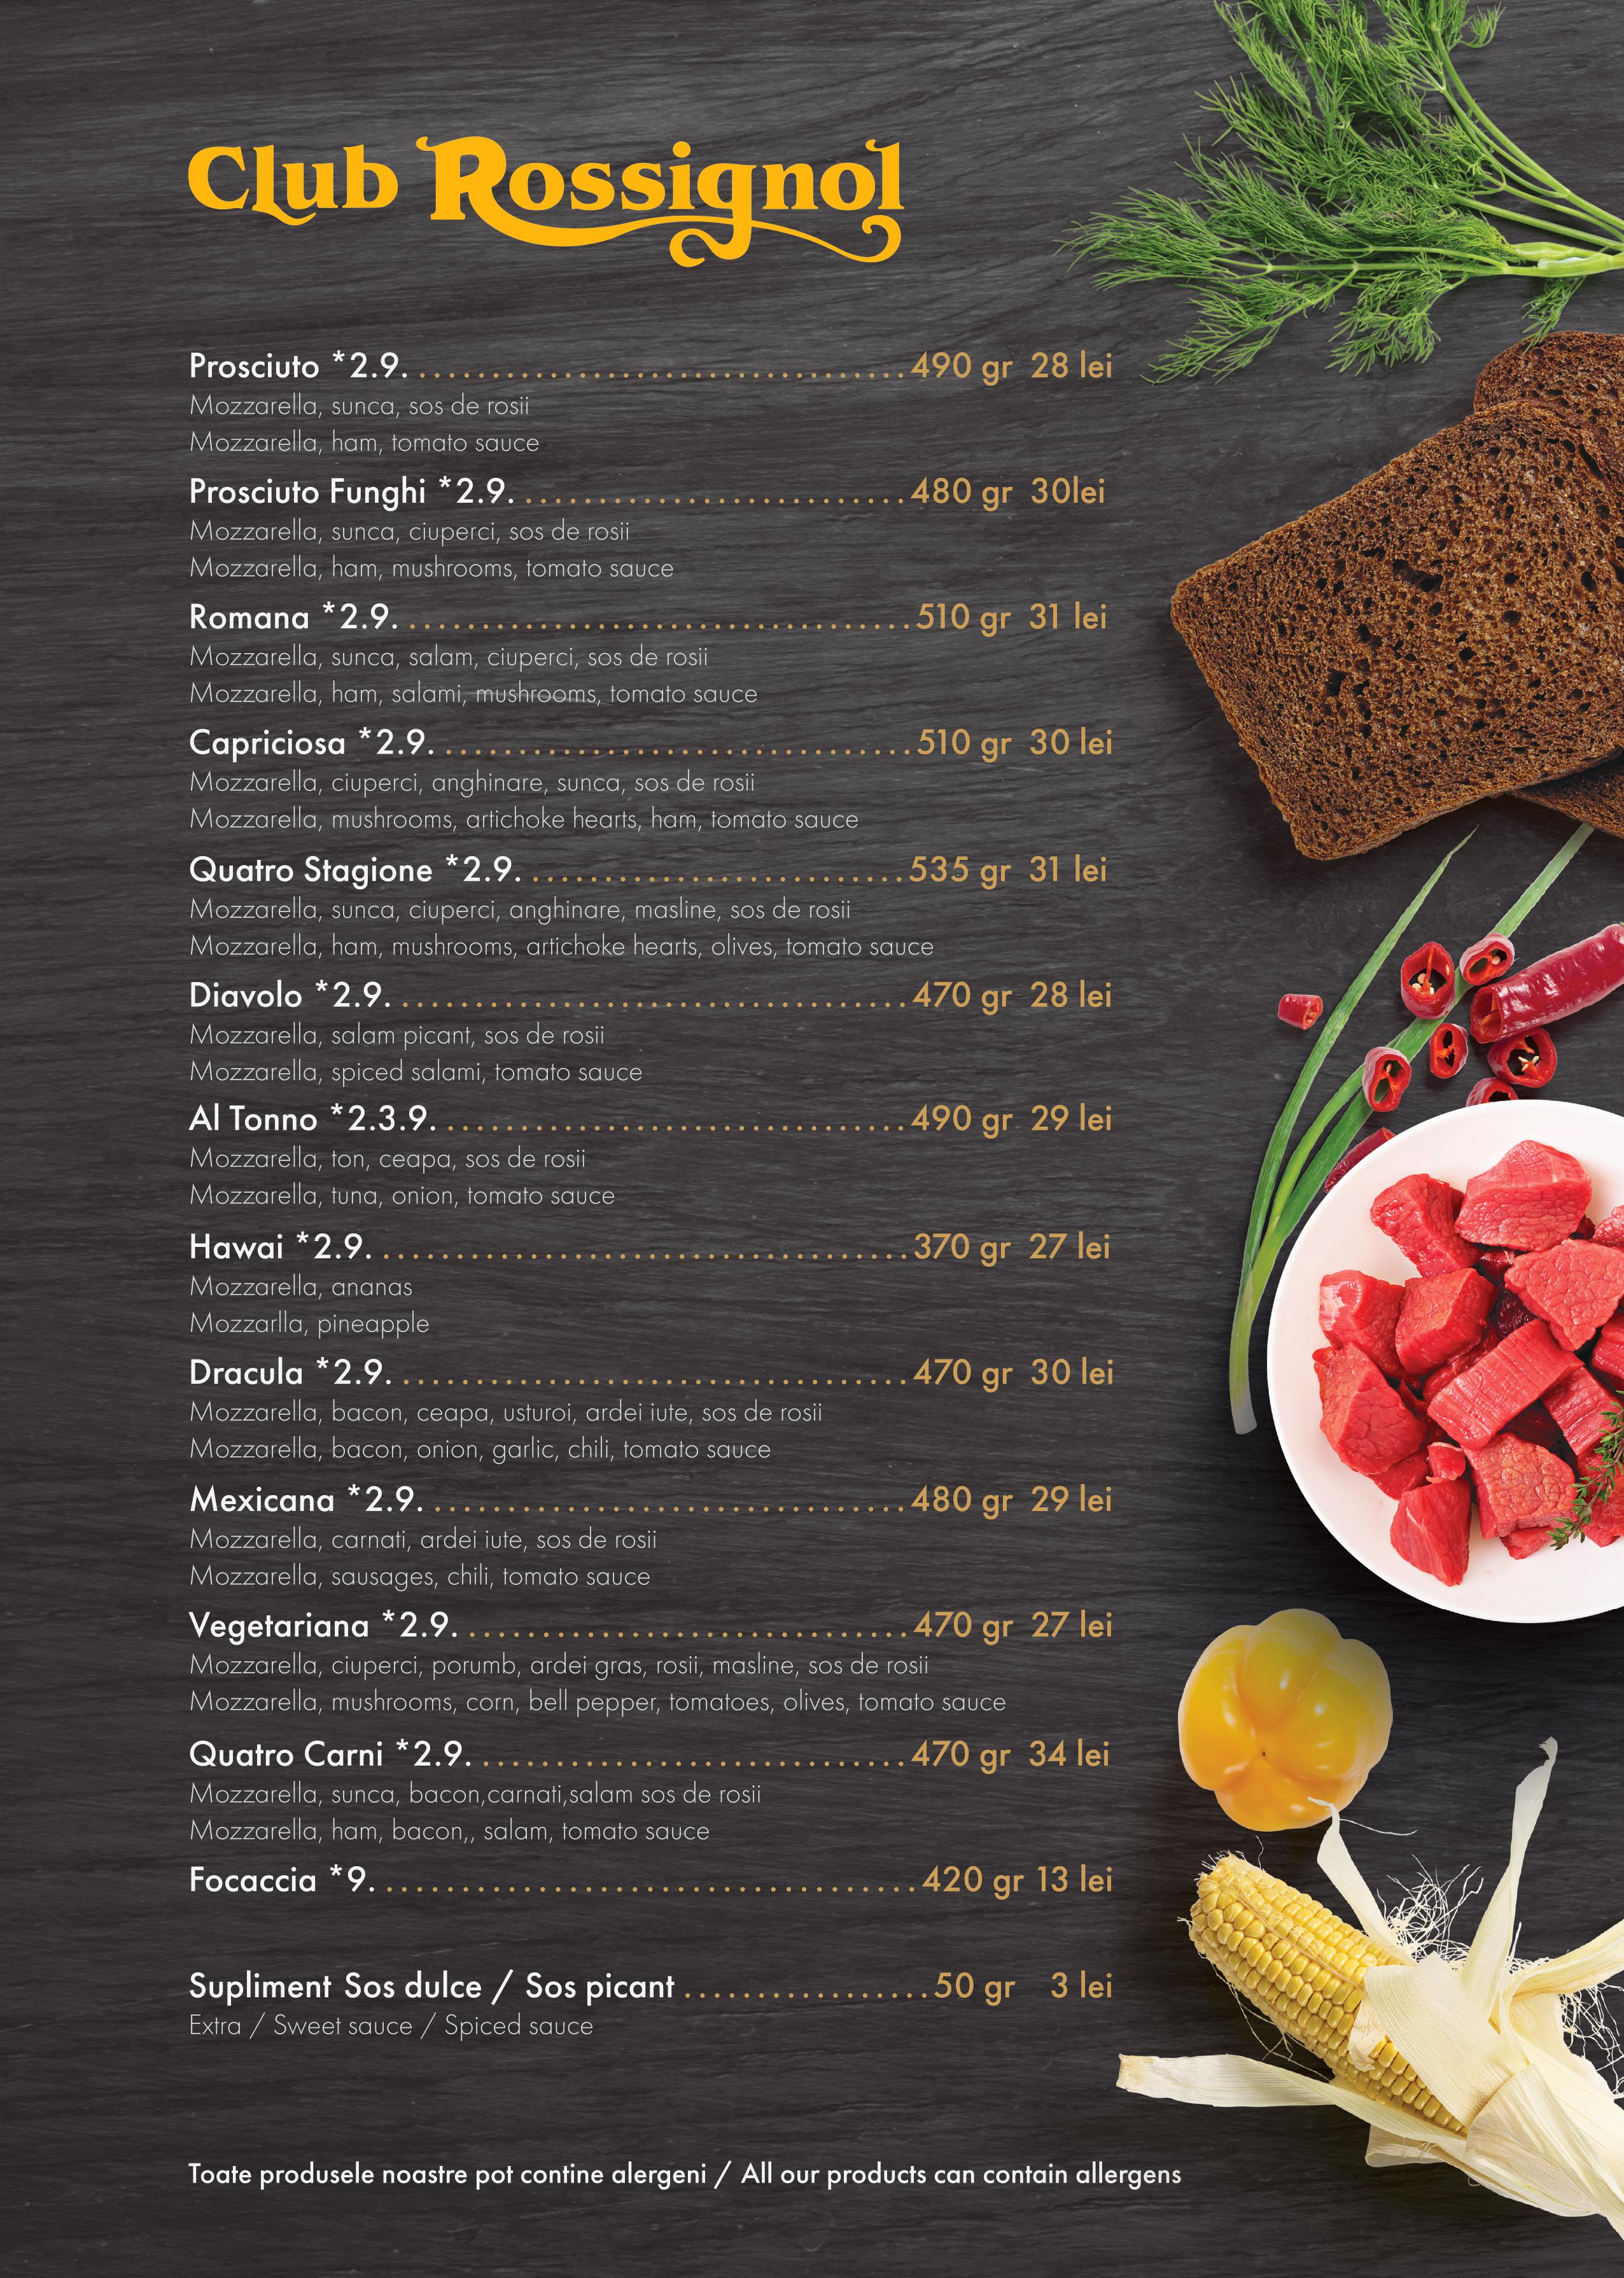 Club Rossignol
Prosciuto *2.9. 490 gr 28 lei
Mozzarella, sunca, sos de rosii
Mozzarella, ham, tomato sauce
Prosciuto Funghi *2.9. 480 gr 30lei
Mozzarella, sunca, ciuperci, sos de rosii
Mozzarella, ham, mushrooms, tomato sauce
Romana *2.9. 510 gr 31 lei
Mozzarella, sunca, salam, ciuperci, sos de rosii
Mozzarella, ham, salami, mushrooms, tomato sauce
Capriciosa *2.9. 510 gr 30 lei
Mozzarella, ciuperci, anghinare, sunca, sos de rosii
Mozzarella, mushrooms, artichoke hearts, ham, tomato sauce
Quatro Stagione *2.9. 535 gr 31 lei
Mozzarella, sunca, ciuperci, anghinare, masline, sos de rosii
Mozzarella, ham, mushrooms, artichoke hearts, olives, tomato sauce
Diavolo *2.9. 470 gr 28 lei
Mozzarella, salam picant, sos de rosii
Mozzarella, spiced salami, tomato sauce
Al Tonno *2.3.9. 490 gr 29 lei
Mozzarella, ton, ceapa, sos de rosii
Mozzarella, tuna, onion, tomato sauce
Hawai *2.9. 370 gr 27 lei
Mozzarella, ananas
Mozzarlla, pineapple
Dracula *2.9. 470 gr 30 lei
Mozzarella, bacon, ceapa, usturoi, ardei iute, sos de rosii
Mozzarella, bacon, onion, garlic, chili, tomato sauce
Mexicana *2.9. 480 gr 29 lei
Mozzarella, carnati, ardei iute, sos de rosii
Mozzarella, sausages, chili, tomato sauce
Vegetariana *2.9. 470 gr 27 lei
Mozzarella, ciuperci, porumb, ardei gras, rosii, masline, sos de rosii
Mozzarella, mushrooms, corn, bell pepper, tomatoes, olives, tomato sauce
Quatro Carni *2.9. 470 gr 34 lei
Mozzarella, sunca, bacon,carnati,salam sos de rosii
Mozzarella, ham, bacon,, salam, tomato sauce
Focaccia *9. 420 gr 13 lei
Supliment Sos dulce / Sos picant 50 gr 3 lei
Extra / Sweet sauce / Spiced sauce
Toate produsele noastre pot contine alergeni / All our products can contain allergens